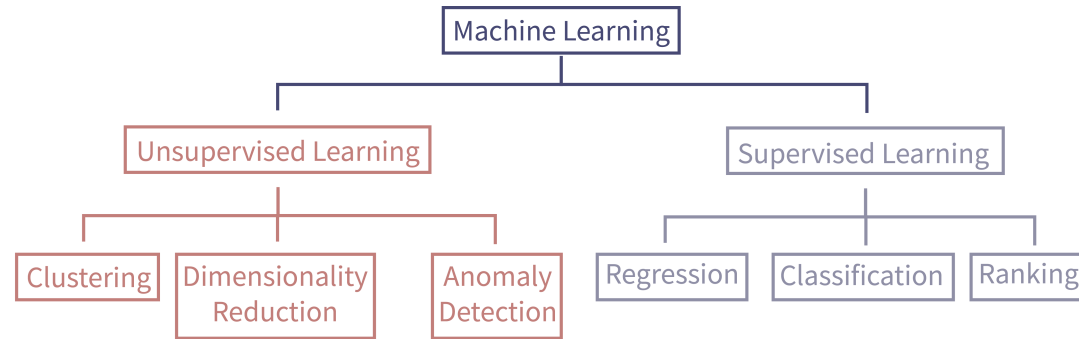 Machine Learning
Unsupervised Learning
Supervised Learning
Clustering
Dimensionality
Reduction
Anomaly
Detection
Regression
Classification
Ranking